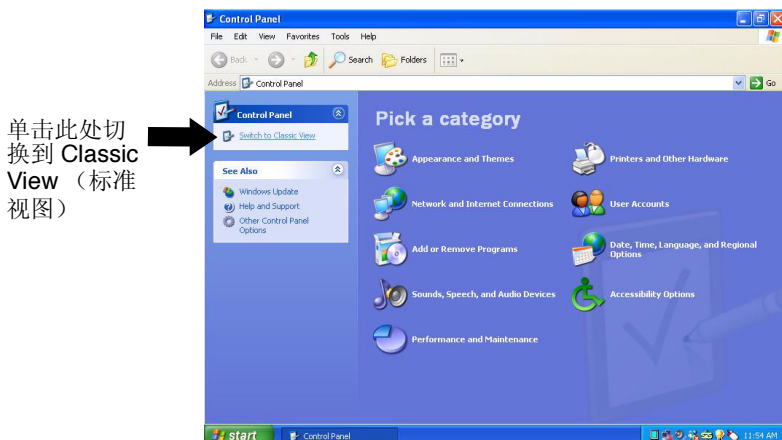 单击此处切
换到 Classic
View （标准
视图）
Control Panel
File Edit View Favorites Tools Help
Back Search Folders
Address Control Panel Go
Control Panel
Switch to Classic View
See Also
Windows Update
Help and Support
Other Control Panel
Options
Pick a category
Appearance and Themes
Printers and Other Hardware
Network and Internet Connections
User Accounts
Add or Remove Programs
Date, Time, Language, and Regional
Options
Sounds, Speech, and Audio Devices
Accessibility Options
Performance and Maintenance
start Control Panel 11:54 AM